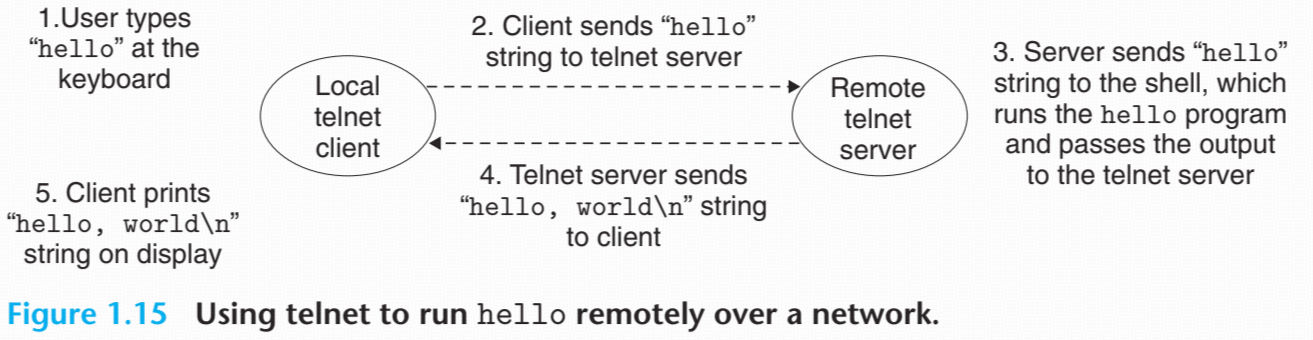 1.User types
“hello” at the
keyboard
2. Client sends “hello”
string to telnet server
3. Server sends “hello”
string to the shell, which
runs the hello program
and passes the output
to the telnet server
Local
telnet
client
Remote
telnet
server
4. Telnet server sends
“hello, world\n” string
to client
5. Client prints
“hello, world\n”
string on display
Figure 1.15 Using telnet to run hello remotely over a network.